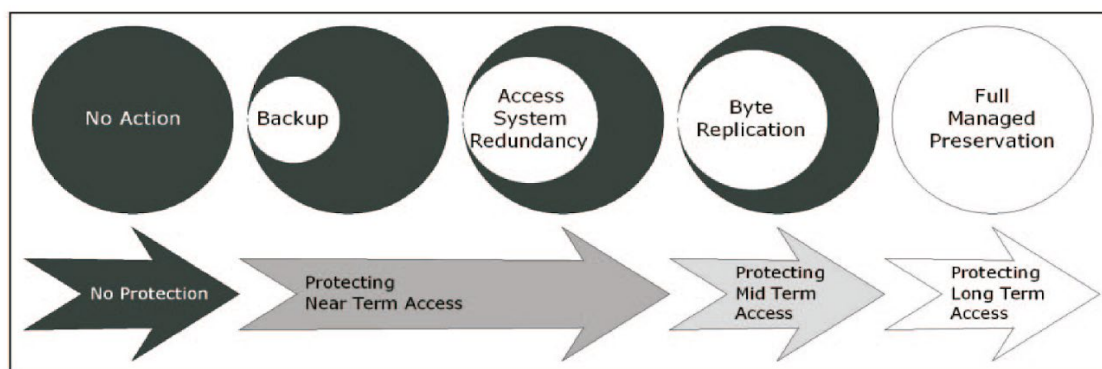 No Action
Backup
Access
System
Redundancy
Byte
Replication
Full
Managed
Preservation
No Protection
Protecting
Near Term Access
Protecting
Mid Term
Access
Protecting
Long Term
Access